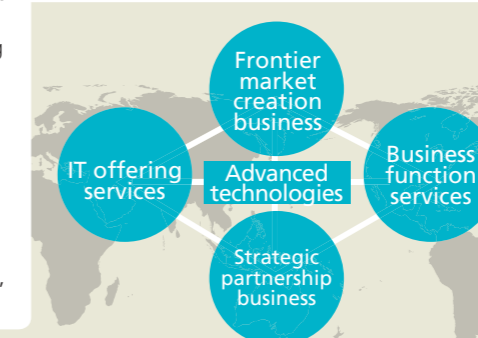 Frontier
market
creation
business
IT offering
services
Advanced
technologies
Business
function
services
Strategic
partnership
business